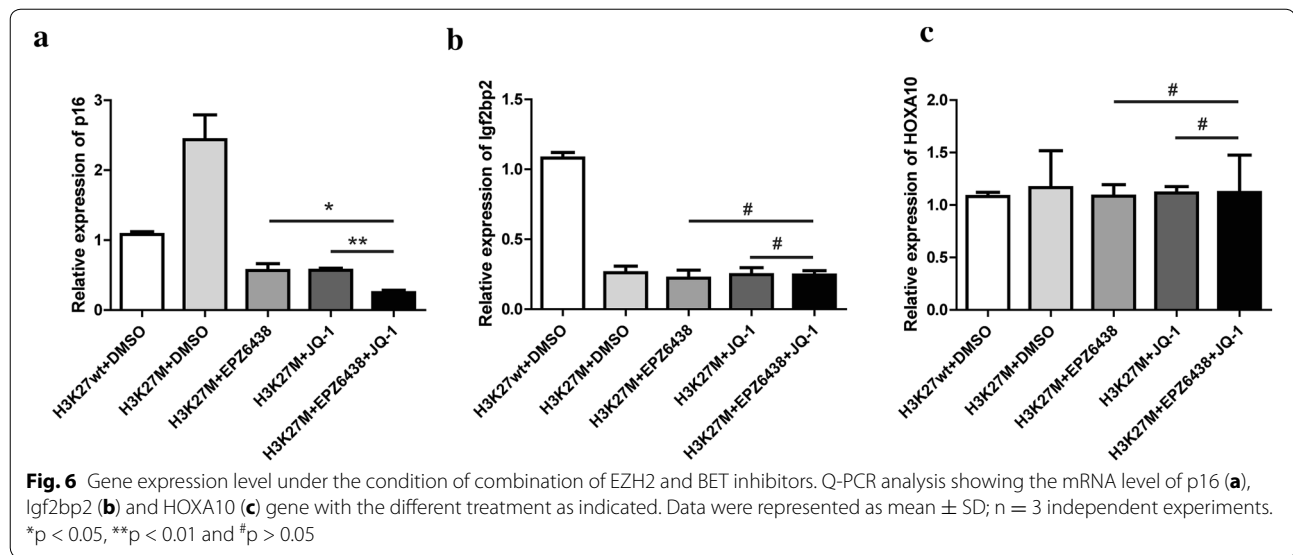 a
Relative expression of p16
3
2
1
0
*
**
H3K27wt+DMSO
H3K27M+DMSO
H3K27M+EPZ6438
H3K27M+JQ-1
H3K27M+EPZ6438+JQ-1
b
Relative expression of Igf2bp2
1.5
1.0
0.5
0.0
#
#
H3K27wt+DMSO
H3K27M+DMSO
H3K27M+EPZ6438
H3K27M+JQ-1
H3K27M+EPZ6438+JQ-1
c
Relative expression of HOXA10
2.0
1.5
1.0
0.5
0.0
#
#
H3K27wt+DMSO
H3K27M+DMSO
H3K27M+EPZ6438
H3K27M+JQ-1
H3K27M+EPZ6438+JQ-1
Fig. 6 Gene expression level under the condition of combination of EZH2 and BET inhibitors. Q-PCR analysis showing the mRNA level of p16 (a),
Igf2bp2 (b) and HOXA10 (c) gene with the different treatment as indicated. Data were represented as mean ± SD; n = 3 independent experiments.
*p < 0.05, **p < 0.01 and #p > 0.05